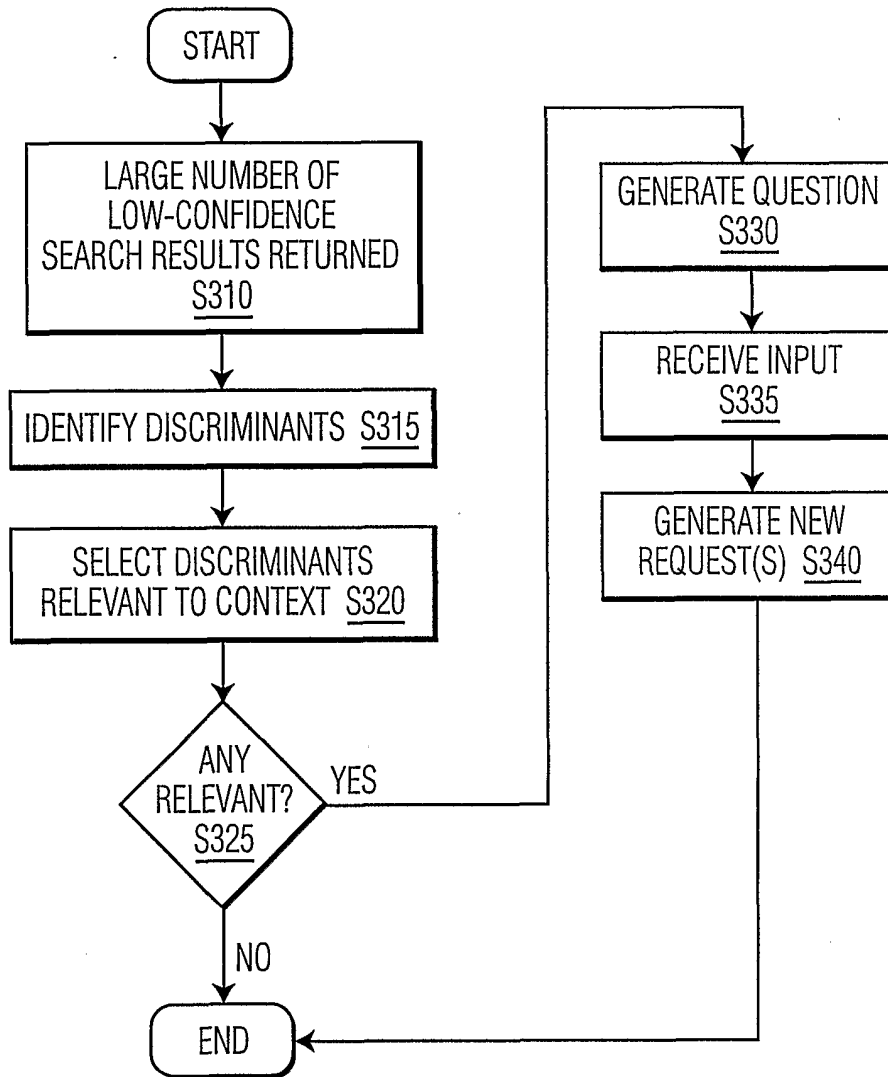 START
LARGE NUMBER OF
LOW-CONFIDENCE
SEARCH RESULTS RETURNED
S310
IDENTIFY DISCRIMINANTS S315
SELECT DISCRIMINANTS
RELEVANT TO CONTEXT S320
ANY
RELEVANT?
S325
YES
NO
END
GENERATE QUESTION
S330
RECEIVE INPUT
S335
GENERATE NEW
REQUEST(S) S340